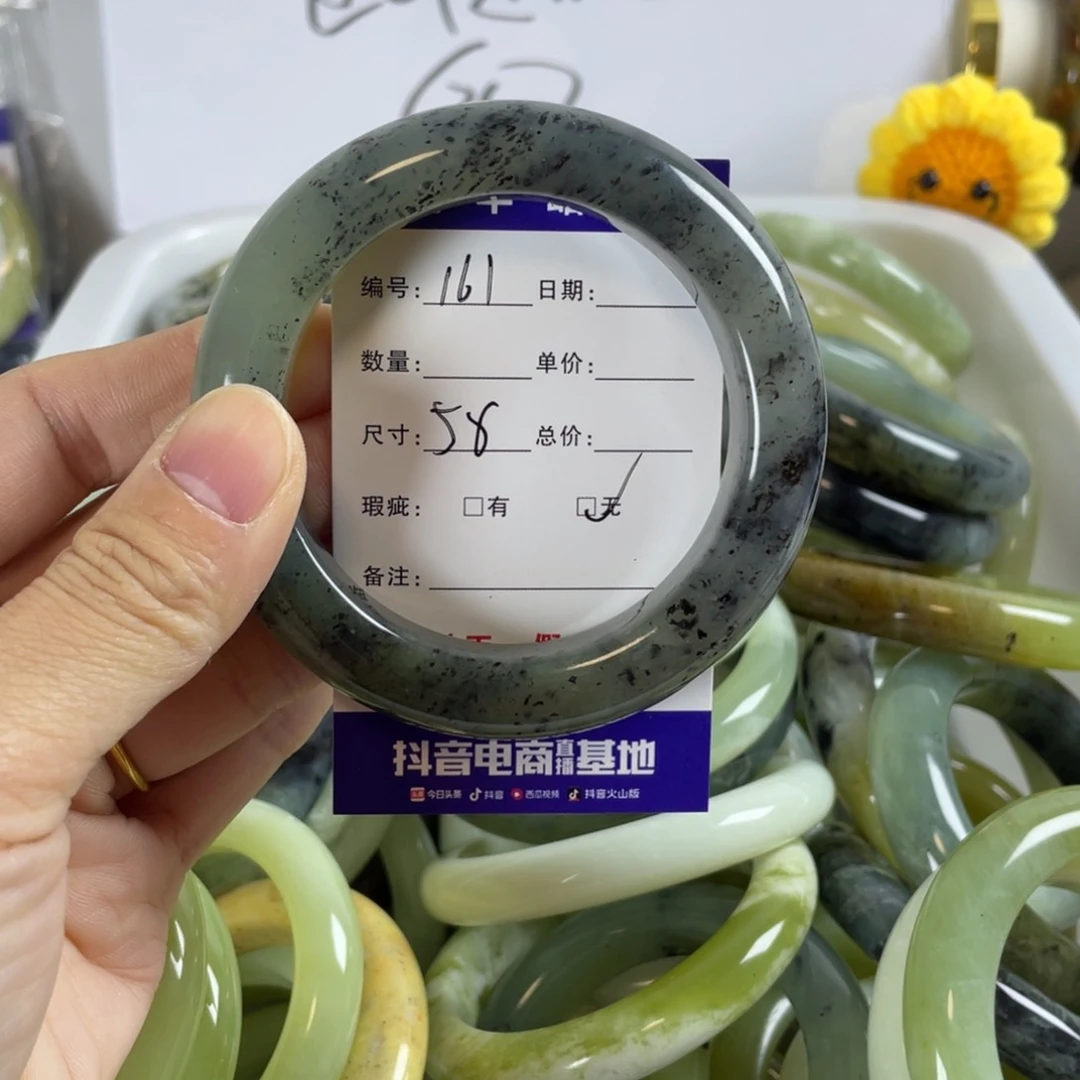 编号: 161 日期:
数量: 单价:
尺寸: 58 总价:
瑕疵: □有 □无
备注:
抖音电商直播基地
今日头条 抖音 西瓜视频 抖音火山版